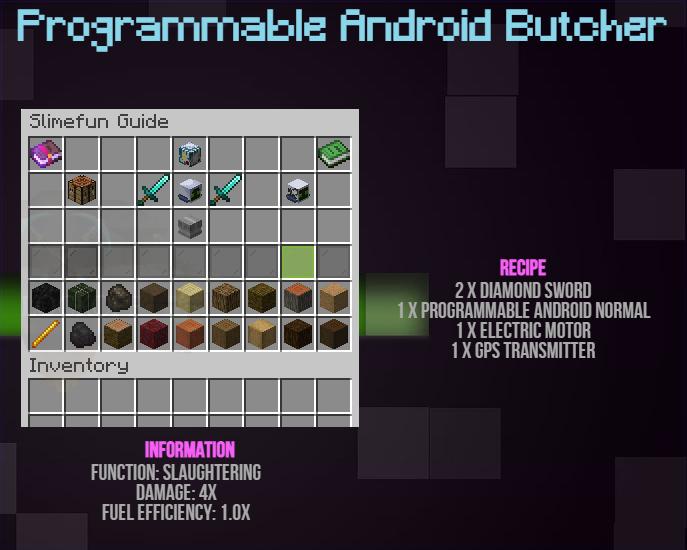 Programmable Android Butcher
Slimefun Guide
Inventory
RECIPE
2 X DIAMOND SWORD
1 X PROGRAMMABLE ANDROID NORMAL
1 X ELECTRIC MOTOR
1 X GPS TRANSMITTER
INFORMATION
FUNCTION: SLAUGHTERING
DAMAGE: 4X
FUEL EFFICIENCY: 1.0X